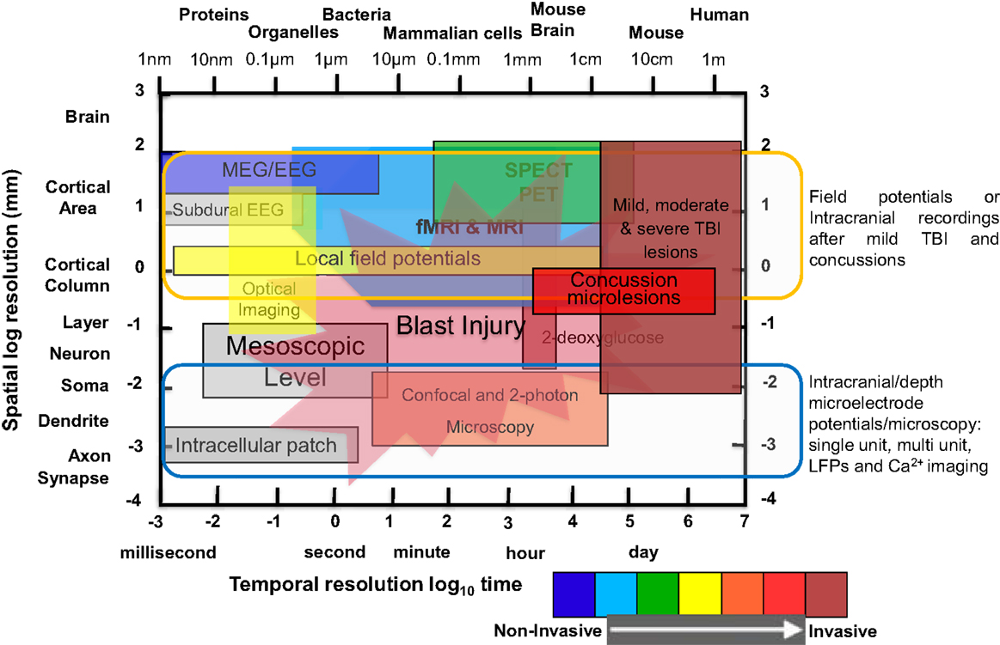 Proteins
Bacteria
Mouse
Brain
Human
Organelles
Mammalian cells
Mouse
1nm 10nm 0.1µm 1µm 10µm 0.1mm 1mm 1cm 10cm 1m
Spatial log resolution (mm)
3
3
Brain
2
2
MEG/EEG
SPECT
PET
Cortical
Area
1
1
Subdural EEG
fMRI & MRI
Mild, moderate
& severe TBI
lesions
Field potentials or
Intracranial recordings
after mild TBI and
concussions
Cortical
Column
0
0
Local field potentials
Concussion
microlesions
Optical
Imaging
Layer
-1
-1
Blast Injury
2-deoxyglucose
Neuron
Mesoscopic
Level
Soma
-2
-2
Confocal and 2-photon
Microscopy
Intracranial/depth
microelectrode
potentials/microscopy:
single unit, multi unit,
LFPs and Ca2+ imaging
Dendrite
Axon
-3
-3
Intracellular patch
Synapse
-4
-4
-3 -2 -1 0 1 2 3 4 5 6 7
millisecond second minute hour day
Temporal resolution log10 time
Non-Invasive
Invasive